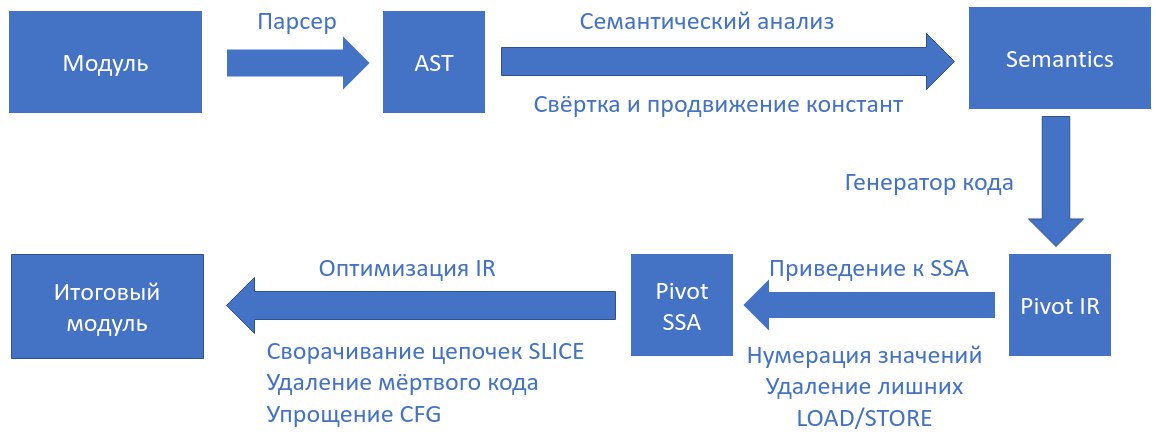 Модуль
Парсер
AST
Семантический анализ
Свёртка и продвижение констант
Semantics
Генератор кода
Pivot IR
Приведение к SSA
Нумерация значений
Удаление лишних
LOAD/STORE
Pivot
SSA
Оптимизация IR
Сворачивание цепочек SLICE
Удаление мёртвого кода
Упрощение CFG
Итоговый
модуль